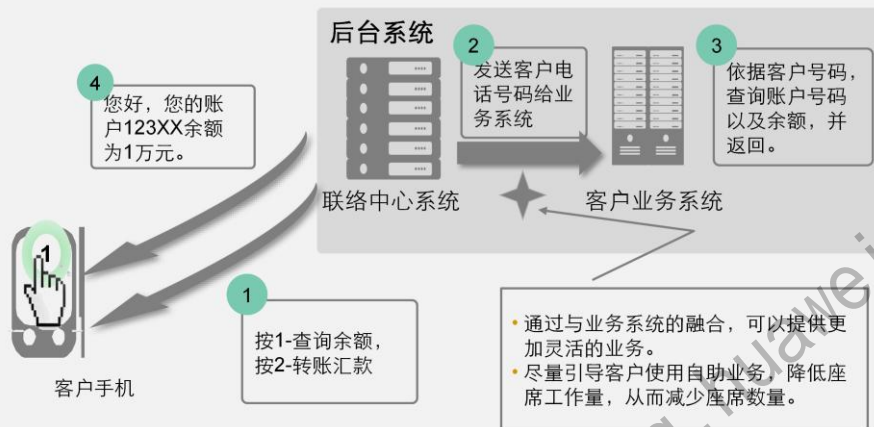 后台系统
4
您好，您的账
户123XX余额
为1万元。
2
发送客户电
话号码给业
务系统
3
依据客户号码，
查询账户号码
以及余额，并
返回。
联络中心系统
客户业务系统
1
1
按1-查询余额，
按2-转账汇款
客户手机
•通过与业务系统的融合，可以提供更
加灵活的业务。
•尽量引导客户使用自助业务，降低座
席工作量，从而减少座席数量。